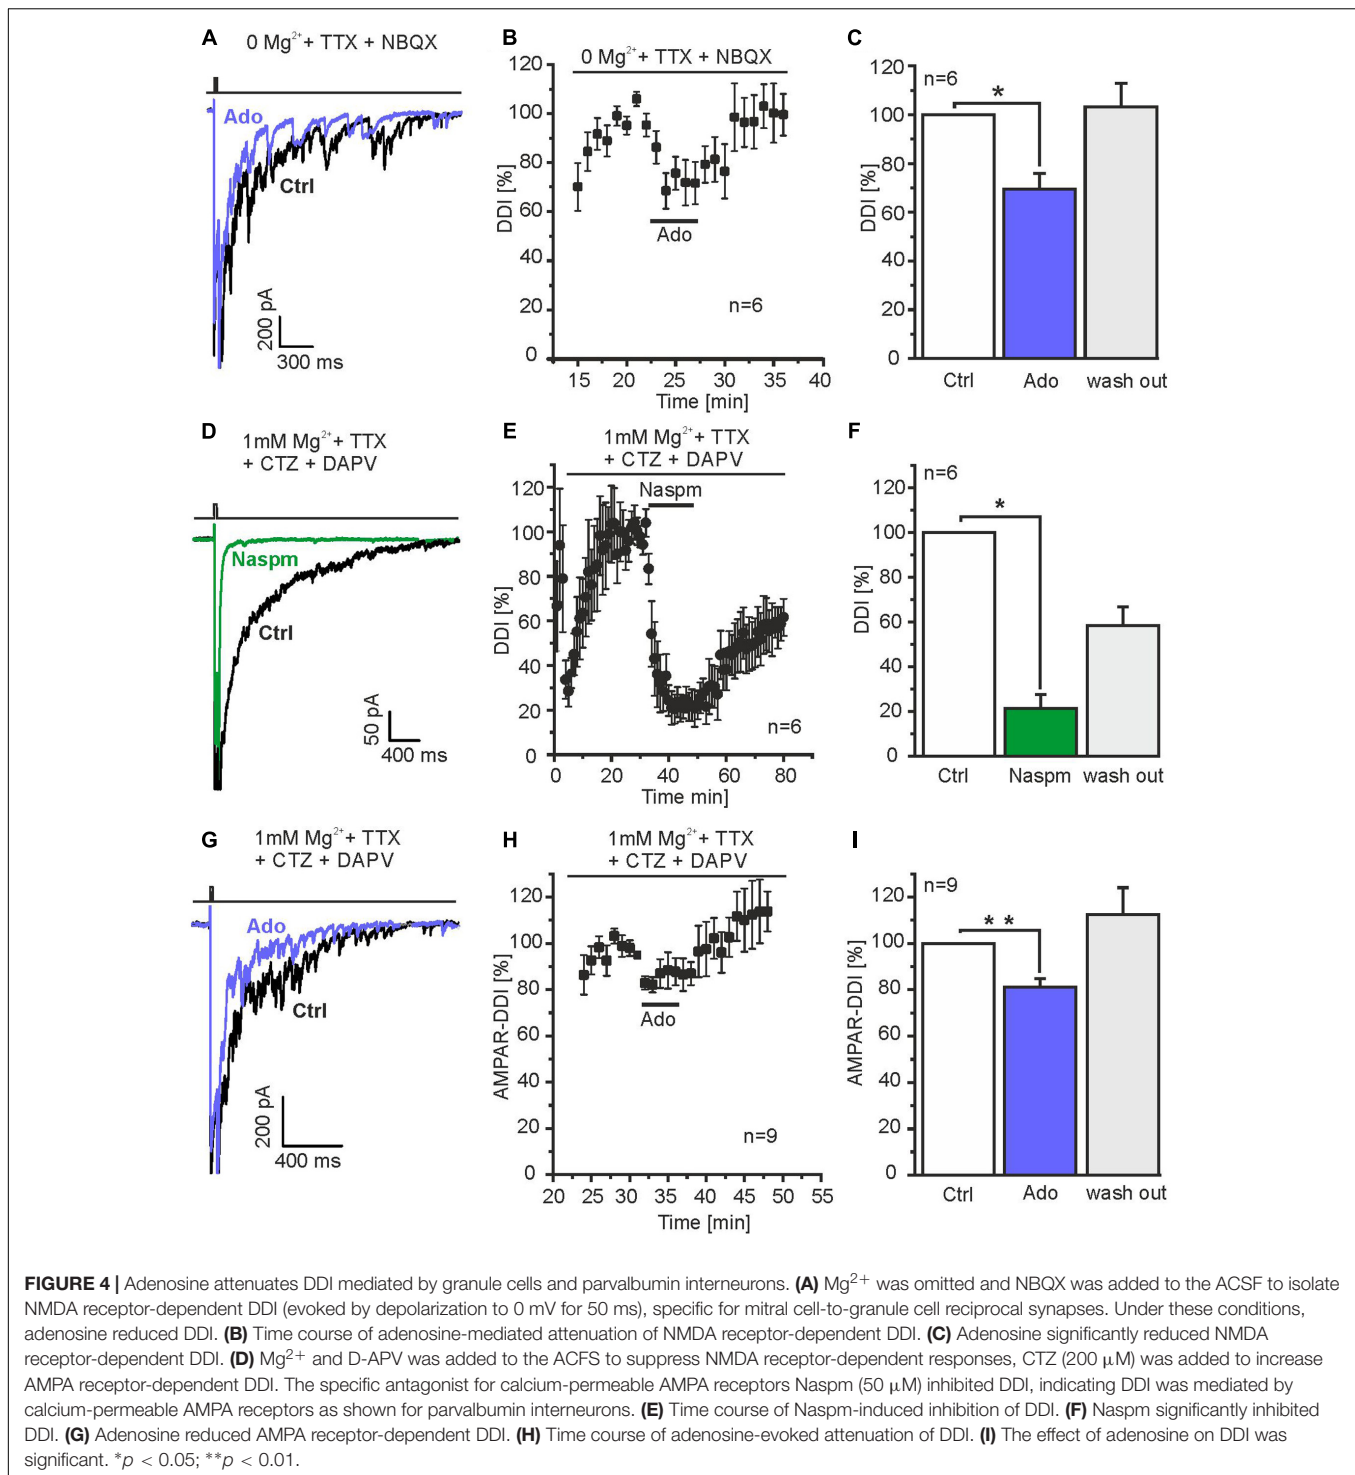 A
0 Mg2+ + TTX + NBQX
Ado
Ctrl
200 pA
300 ms
B
0 Mg2+ + TTX + NBQX
120
100
80
60
40
20
0
DDI [%]
Ado
n=6
15 20 25 30 35 40
Time [min]
C
n=6
*
120
100
80
60
40
20
0
DDI [%]
Ctrl Ado wash out
D
1mM Mg2+ + TTX
+ CTZ + DAPV
Naspm
Ctrl
50 pA
400 ms
E
1mM Mg2+ + TTX
+ CTZ + DAPV
Naspm
120
100
80
60
40
20
0
DDI [%]
n=6
0 20 40 60 80
Time min]
F
n=6
*
120
100
80
60
40
20
0
DDI [%]
Ctrl Naspm wash out
G
1mM Mg2+ + TTX
+ CTZ + DAPV
Ado
Ctrl
200 pA
400 ms
H
1mM Mg2+ + TTX
+ CTZ + DAPV
120
100
80
60
40
20
0
AMPAR-DDI [%]
Ado
n=9
20 25 30 35 40 45 50 55
Time [min]
I
n=9
* *
120
100
80
60
40
20
0
AMPAR-DDI [%]
Ctrl Ado wash out
FIGURE 4 | Adenosine attenuates DDI mediated by granule cells and parvalbumin interneurons. (A) Mg2+ was omitted and NBQX was added to the ACSF to isolate
NMDA receptor-dependent DDI (evoked by depolarization to 0 mV for 50 ms), specific for mitral cell-to-granule cell reciprocal synapses. Under these conditions,
adenosine reduced DDI. (B) Time course of adenosine-mediated attenuation of NMDA receptor-dependent DDI. (C) Adenosine significantly reduced NMDA
receptor-dependent DDI. (D) Mg2+ and D-APV was added to the ACFS to suppress NMDA receptor-dependent responses, CTZ (200 μM) was added to increase
AMPA receptor-dependent DDI. The specific antagonist for calcium-permeable AMPA receptors Naspm (50 μM) inhibited DDI, indicating DDI was mediated by
calcium-permeable AMPA receptors as shown for parvalbumin interneurons. (E) Time course of Naspm-induced inhibition of DDI. (F) Naspm significantly inhibited
DDI. (G) Adenosine reduced AMPA receptor-dependent DDI. (H) Time course of adenosine-evoked attenuation of DDI. (I) The effect of adenosine on DDI was
significant. *p < 0.05; **p < 0.01.